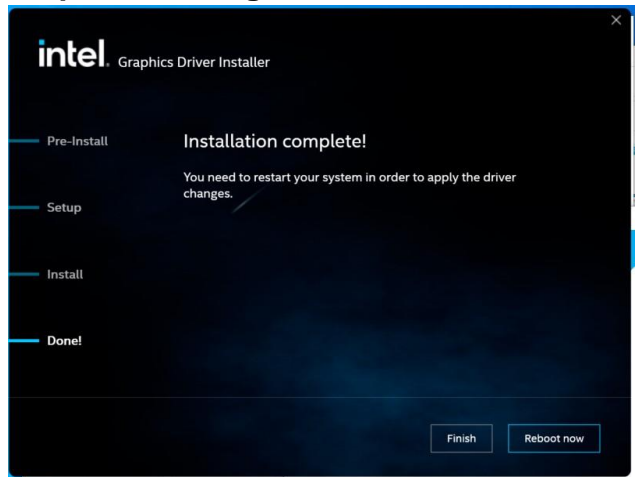 intel. Graphics Driver Installer
Pre-Install
Installation complete!
You need to restart your system in order to apply the driver
changes.
Setup
Install
Done!
Finish
Reboot now